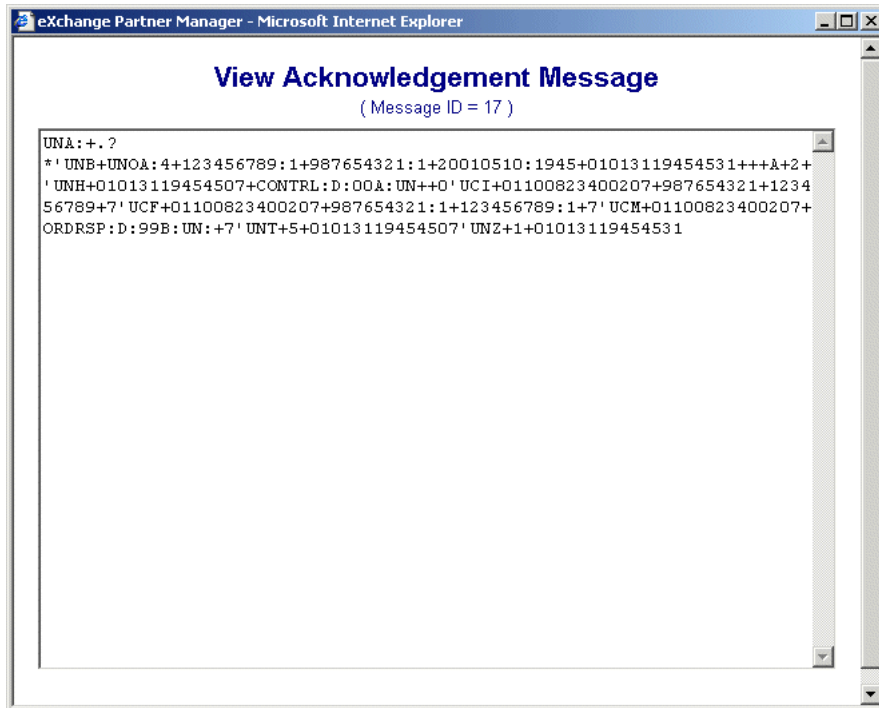 eXchange Partner Manager - Microsoft Internet Explorer
View Acknowledgement Message
( Message ID = 17 )
UNA:+.?
*'UNB+UNOA:4+123456789:1+987654321:1+20010510:1945+01013119454531+++A+2+
'UNH+01013119454507+CONTRL:D:00A:UN++0'UCI+01100823400207+987654321+1234
56789+7'UCF+01100823400207+987654321:1+123456789:1+7'UCM+01100823400207+
ORDRSP:D:99B:UN:+7'UNT+5+01013119454507'UNZ+1+01013119454531